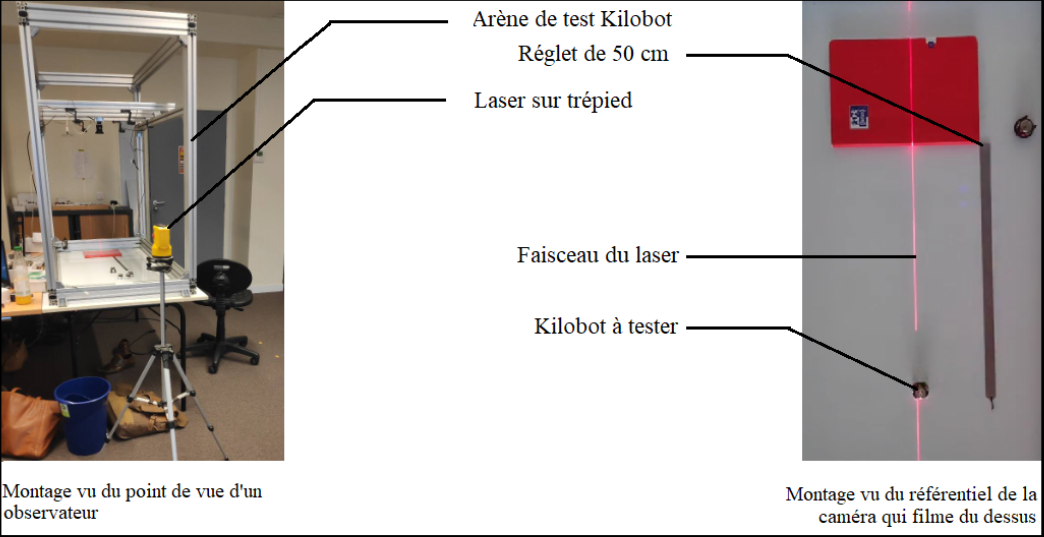 Arène de test Kilobot
Réglet de 50 cm
Laser sur trépied
Faisceau du laser
Kilobot à tester
Montage vu du point de vue d'un
observateur
Montage vu du référentiel de la
caméra qui filme du dessus